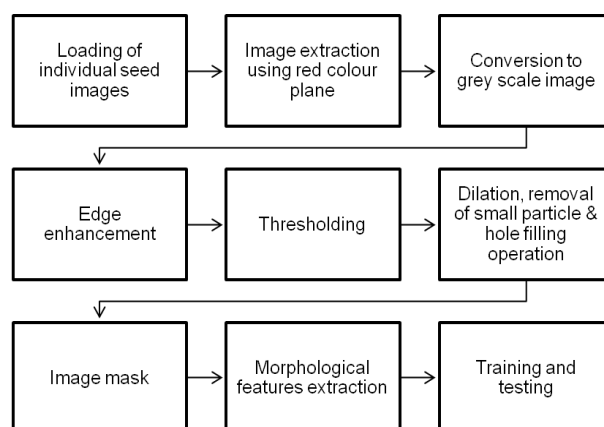 Loading of
individual seed
images
Image extraction
using red colour
plane
Conversion to
grey scale image
Edge
enhancement
Thresholding
Dilation, removal
of small particle &
hole filling
operation
Image mask
Morphological
features extraction
Training and
testing